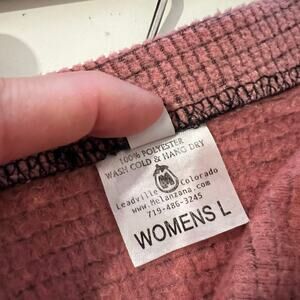 100% POLYESTER
WASH COLD & HANG DRY
Leadville Colorado
www.Melanzana.com
719-486-3245
WOMENS L